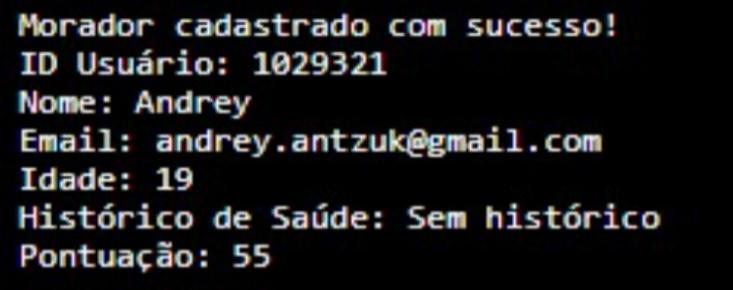 Morador cadastrado com sucesso!
ID Usuário: 1029321
Nome: Andrey
Email: andrey.antzuk@gmail.com
Idade: 19
Histórico de Saúde: Sem histórico
Pontuação: 55